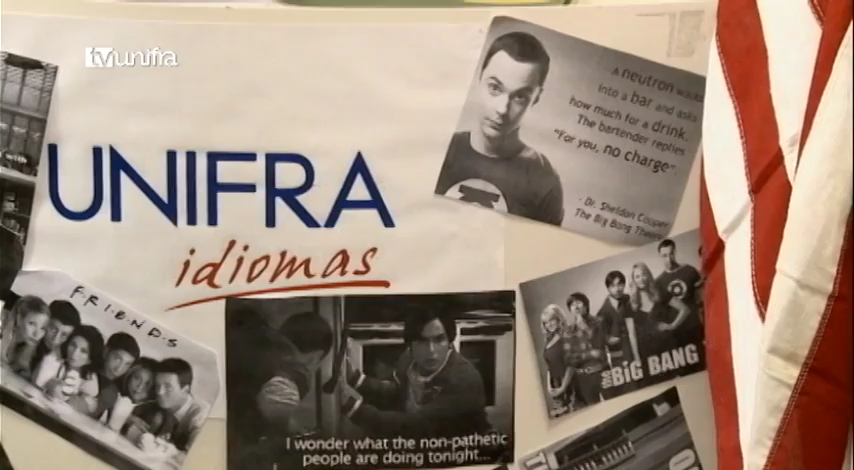 tvunifra
UNIFRA
idiomas
A neutron walks
into a bar and asks
how much for a drink.
The bartender replies
"For you, no charge"
- Dr. Sheldon Cooper
The Big Bang Theory
F·R·I·E·N·D·S
the BIG BANG
I wonder what the non-pathetic
people are doing tonight...